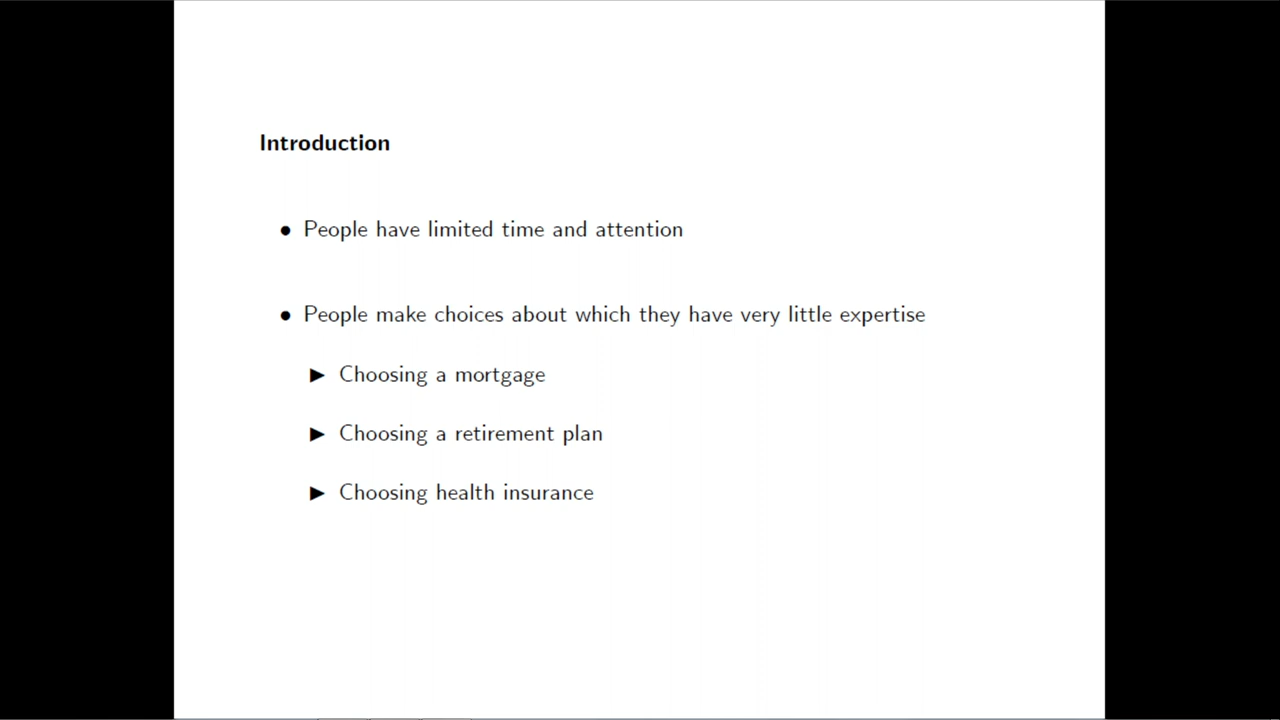 Introduction
● People have limited time and attention
● People make choices about which they have very little expertise
▶ Choosing a mortgage
▶ Choosing a retirement plan
▶ Choosing health insurance